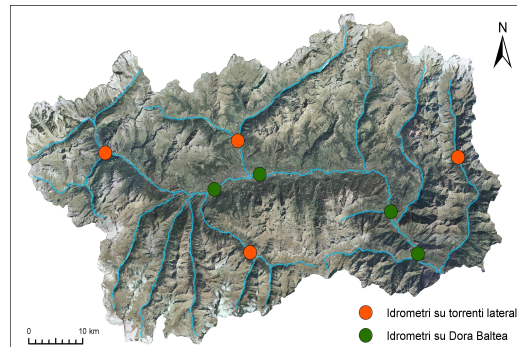 N
Idrometri su torrenti lateral
Idrometri su Dora Baltea
0 10 km